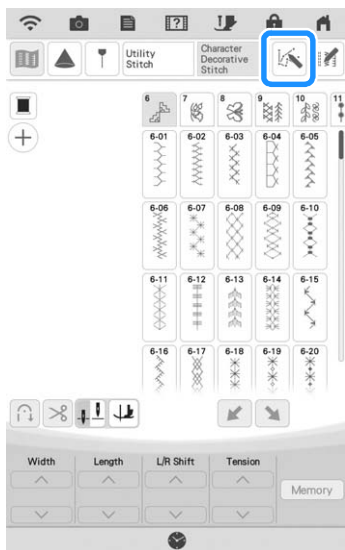 ?
Utility
Stitch
Character
Decorative
Stitch
6 7 8 9 10 11
6-01 6-02 6-03 6-04 6-05
6-06 6-07 6-08 6-09 6-10
6-11 6-12 6-13 6-14 6-15
6-16 6-17 6-18 6-19 6-20
Width Length L/R Shift Tension
Memory